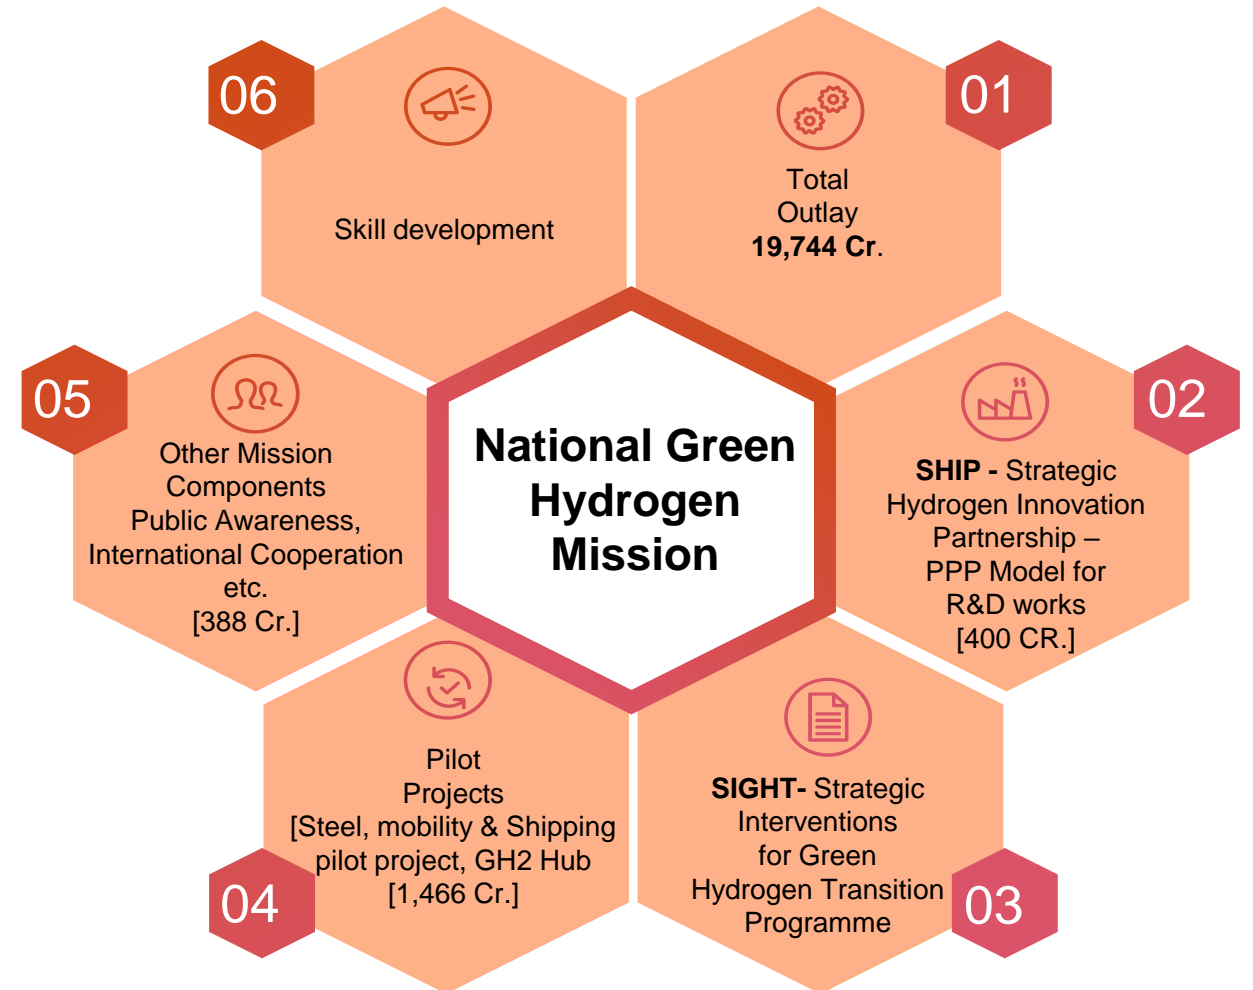 National Green
Hydrogen
Mission
01
Total
Outlay
19,744 Cr.
02
SHIP - Strategic
Hydrogen Innovation
Partnership –
PPP Model for
R&D works
[400 CR.]
03
SIGHT- Strategic
Interventions
for Green
Hydrogen Transition
Programme
04
Pilot
Projects
[Steel, mobility & Shipping
pilot project, GH2 Hub
[1,466 Cr.]
05
Other Mission
Components
Public Awareness,
International Cooperation
etc.
[388 Cr.]
06
Skill development